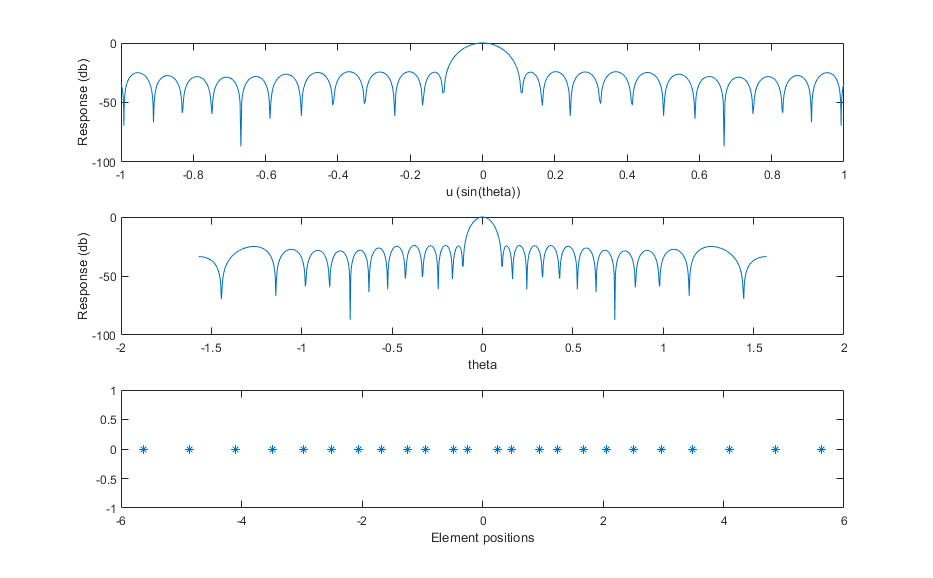 Response (db)
0
-50
-100
-1 -0.8 -0.6 -0.4 -0.2 0 0.2 0.4 0.6 0.8 1
u (sin(theta))
Response (db)
0
-50
-100
-2 -1.5 -1 -0.5 0 0.5 1 1.5 2
theta
1
0.5
0
-0.5
-1
-6 -4 -2 0 2 4 6
Element positions